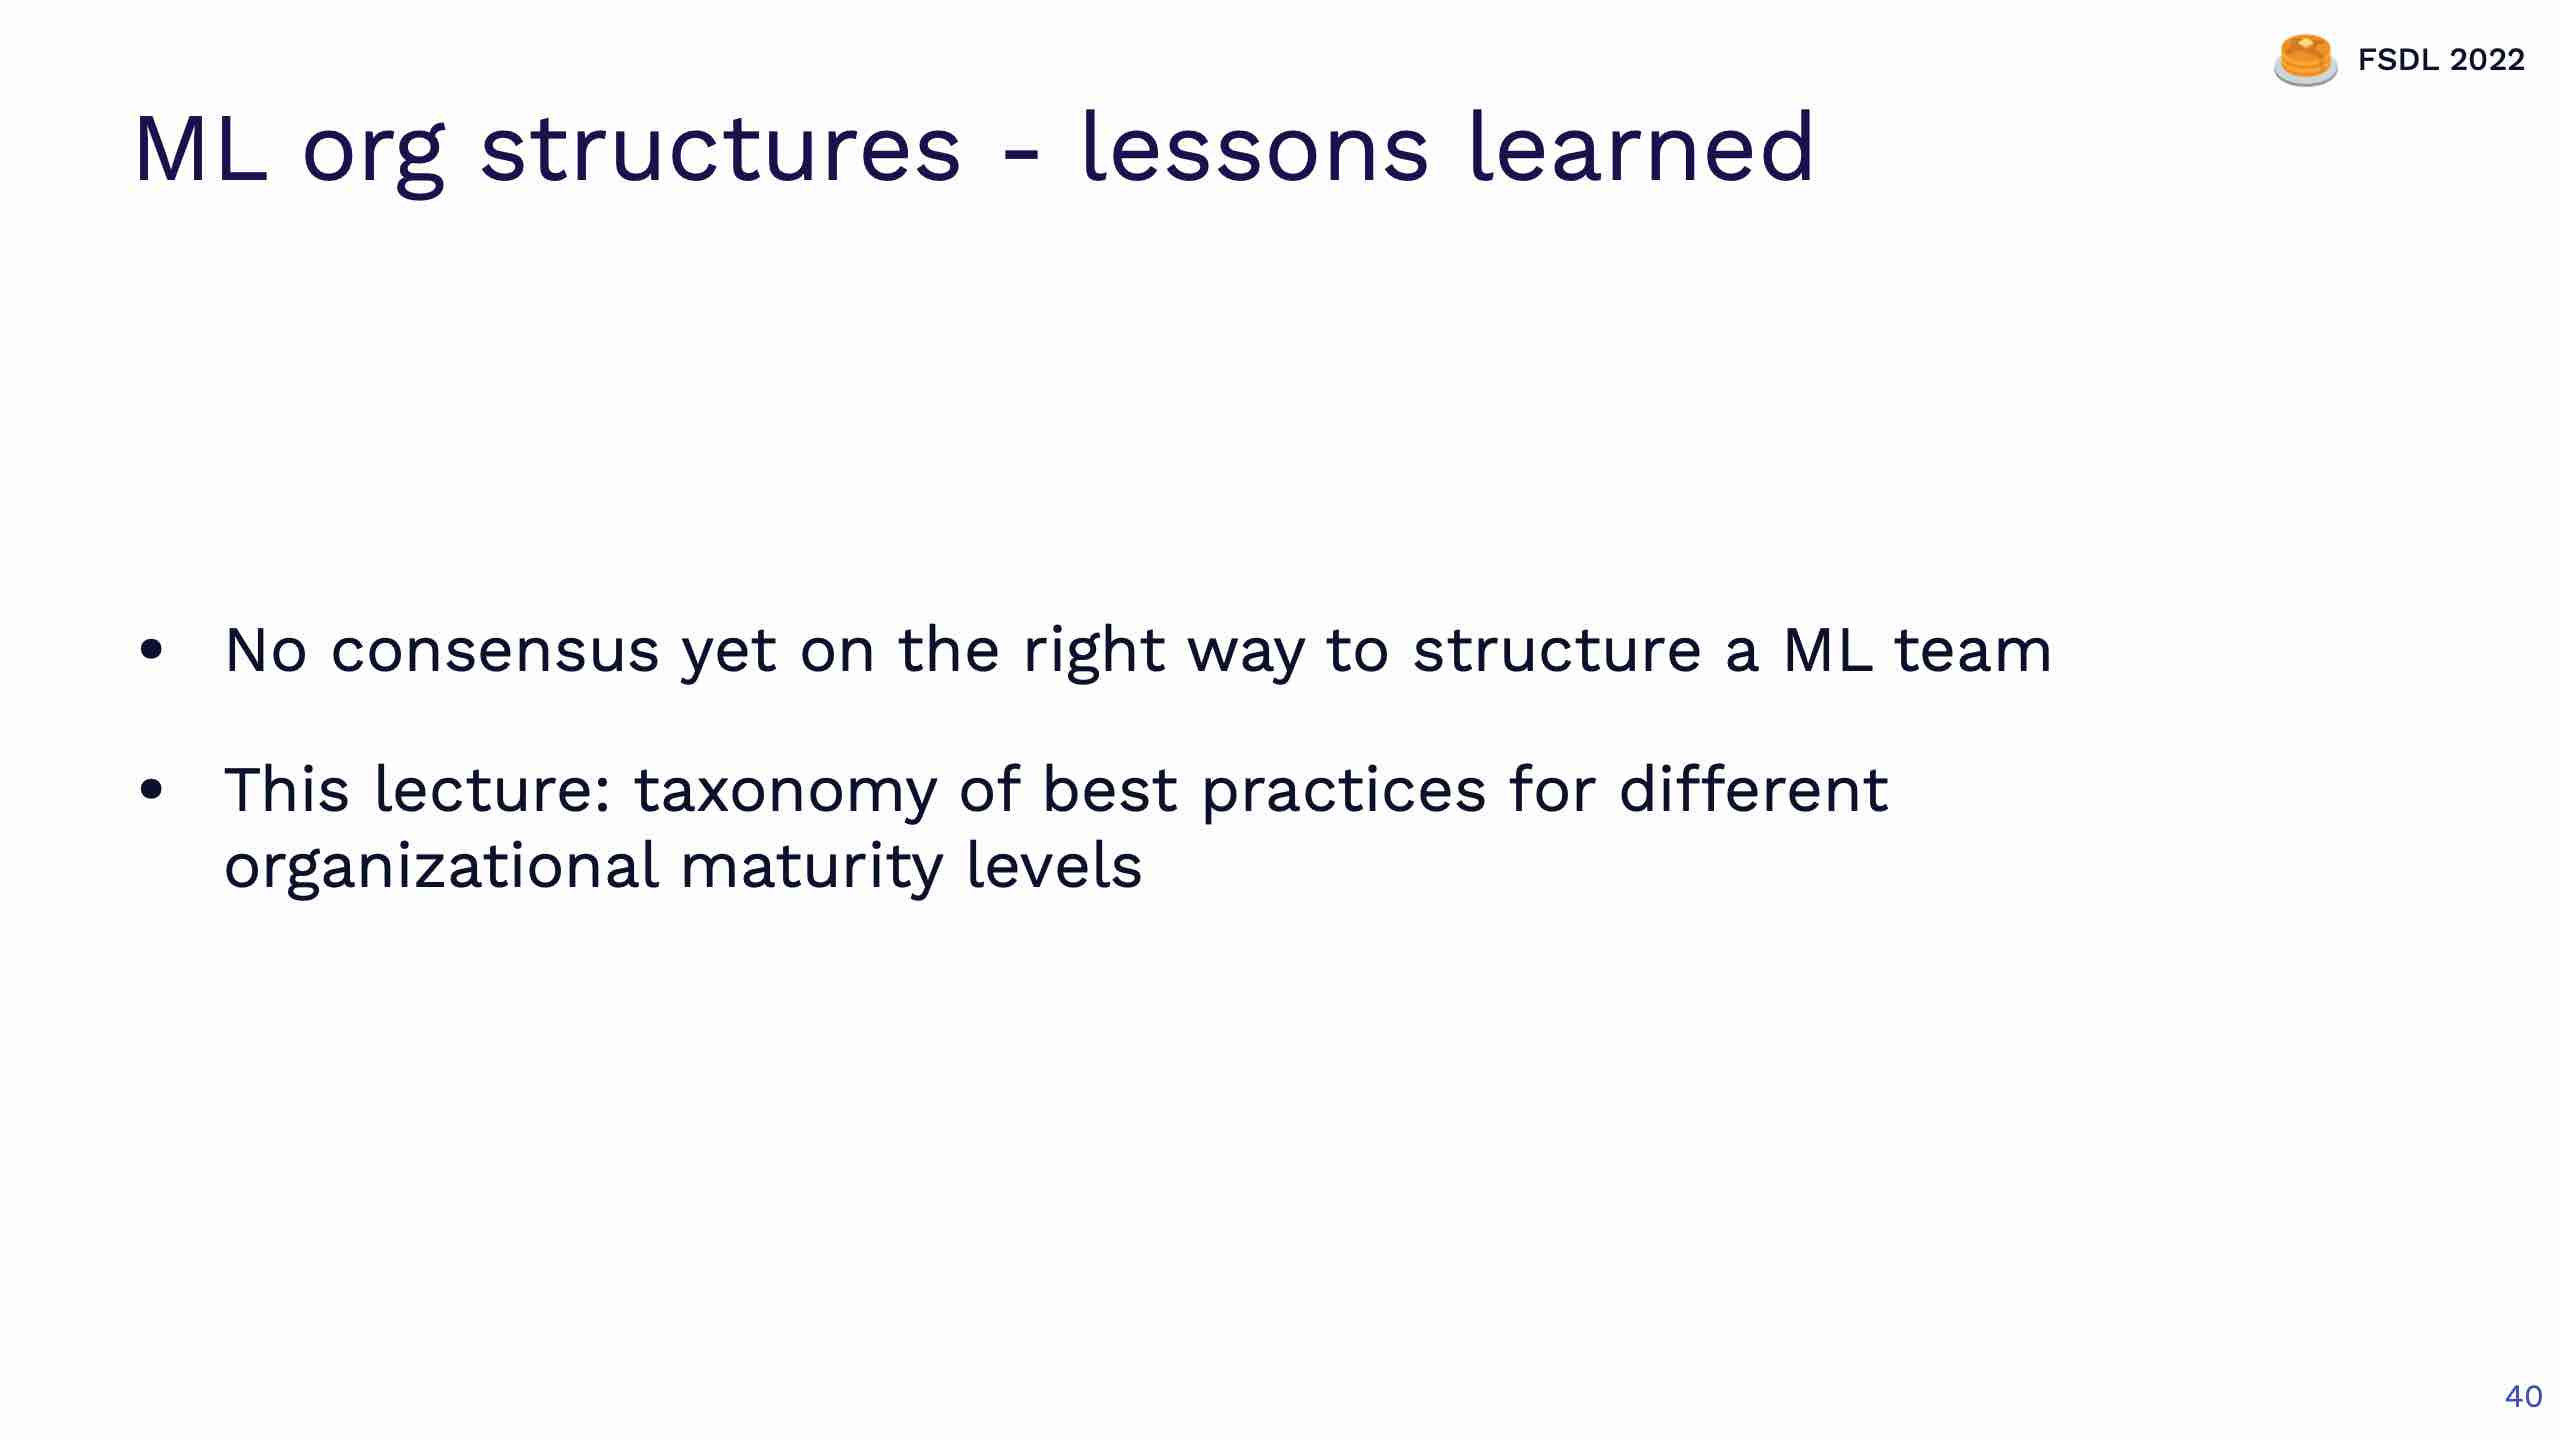 FSDL 2022
ML org structures - lessons learned
• No consensus yet on the right way to structure a ML team
• This lecture: taxonomy of best practices for different
organizational maturity levels
40